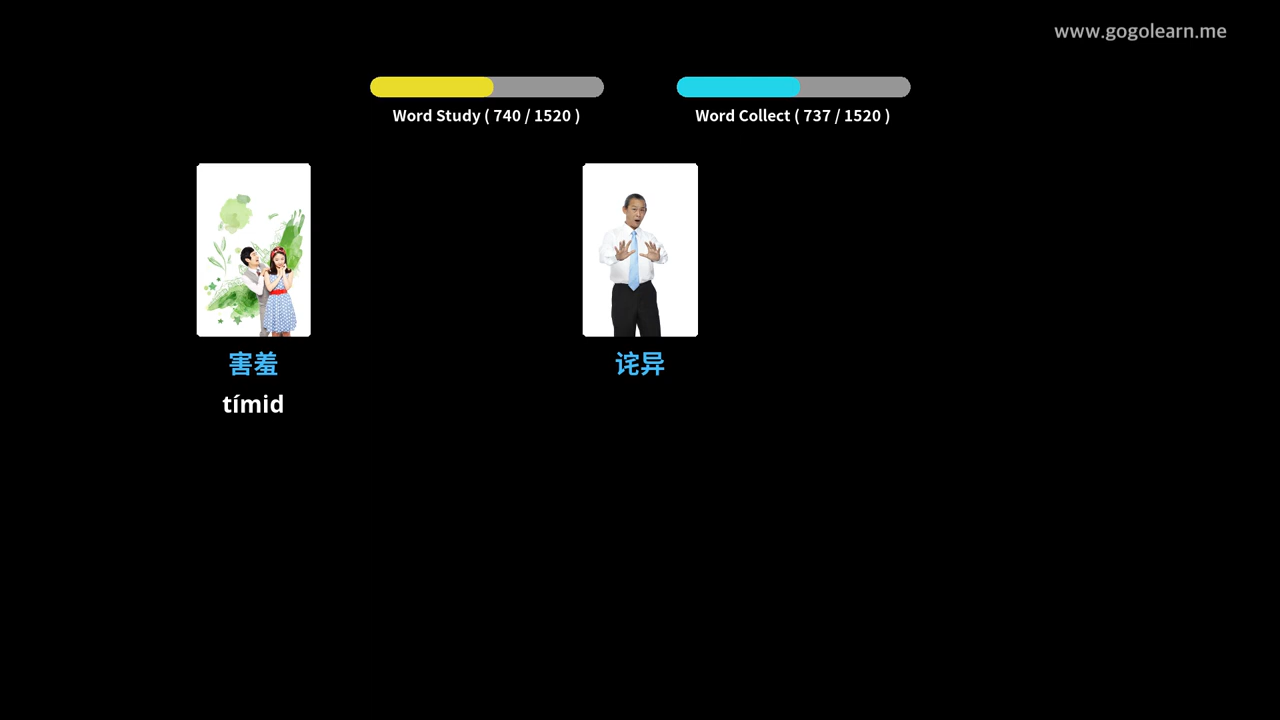 www.gogolearn.me
Word Study ( 740 / 1520 )
Word Collect ( 737 / 1520 )
害羞
诧异
tímid